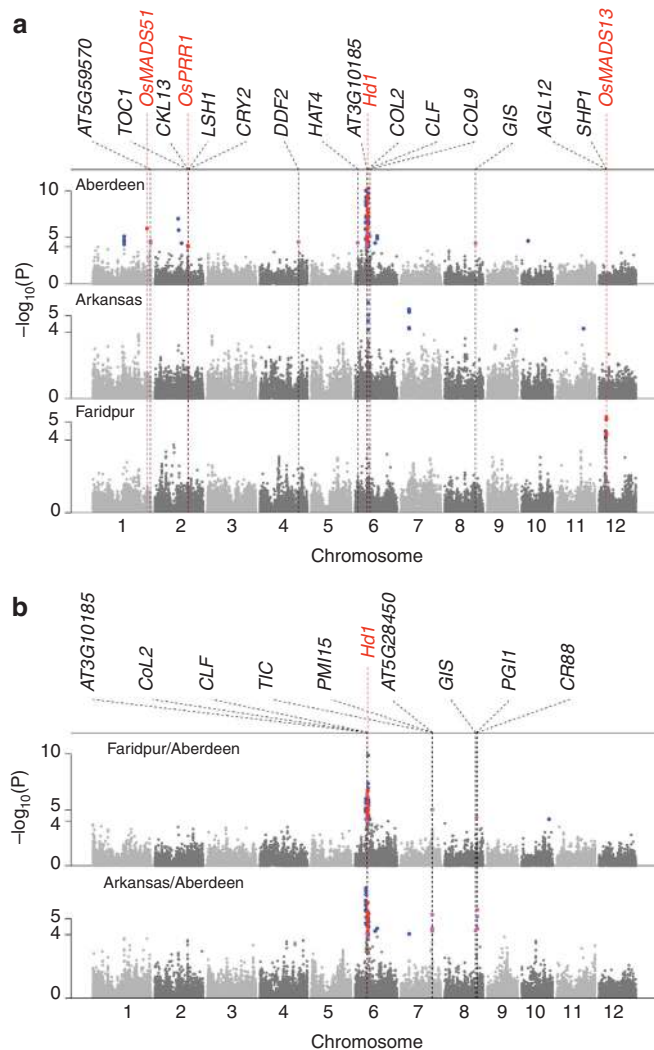 a
AT5G59570
TOC1
OsMADS51
CKL13
OsPRR1
LSH1
CRY2
DDF2
HAT4
AT3G10185
Hd1
COL2
CLF
COL9
GIS
AGL12
SHP1
OsMADS13
Aberdeen
10
5
4
0
Arkansas
5
4
0
Faridpur
5
4
0
–log10(P)
1 2 3 4 5 6 7 8 9 10 11 12
Chromosome
b
AT3G10185
CoL2
CLF
TIC
PMI15
Hd1
AT5G28450
GIS
PGI1
CR88
Faridpur/Aberdeen
10
5
4
0
Arkansas/Aberdeen
5
4
0
–log10(P)
1 2 3 4 5 6 7 8 9 10 11 12
Chromosome